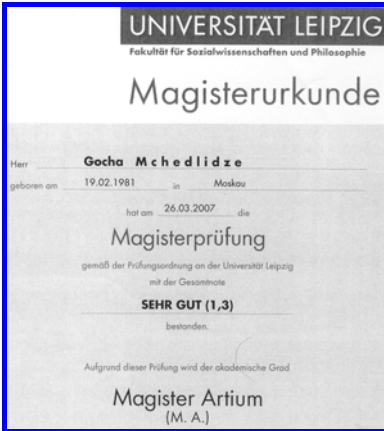 UNIVERSITÄT LEIPZIG
Fakultät für Sozialwissenschaften und Philosophie
Magisterurkunde
Herr Gocha Mchedlidze
geboren am 19.02.1981 in Moskau
hat am 26.03.2007 die
Magisterprüfung
gemäß der Prüfungsordnung an der Universität Leipzig
mit der Gesamtnote
SEHR GUT (1,3)
bestanden.
Aufgrund dieser Prüfung wird der akademische Grad
Magister Artium
(M. A.)